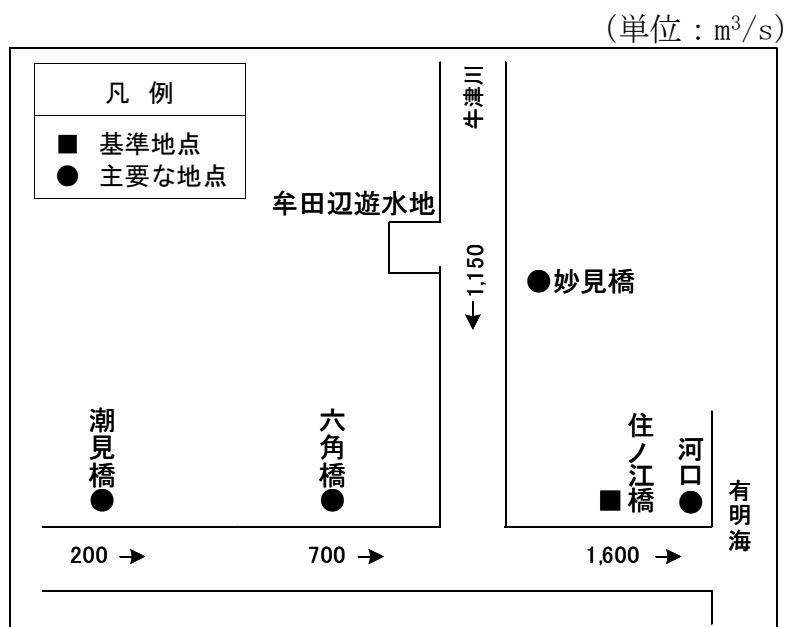 (単位：m³/s)
凡 例
■ 基準地点
● 主要な地点
牛津川
牟田辺遊水地
←1,150
●妙見橋
潮見橋
六角橋
住ノ江橋
河口
有明海
200 →
700 →
1,600 →